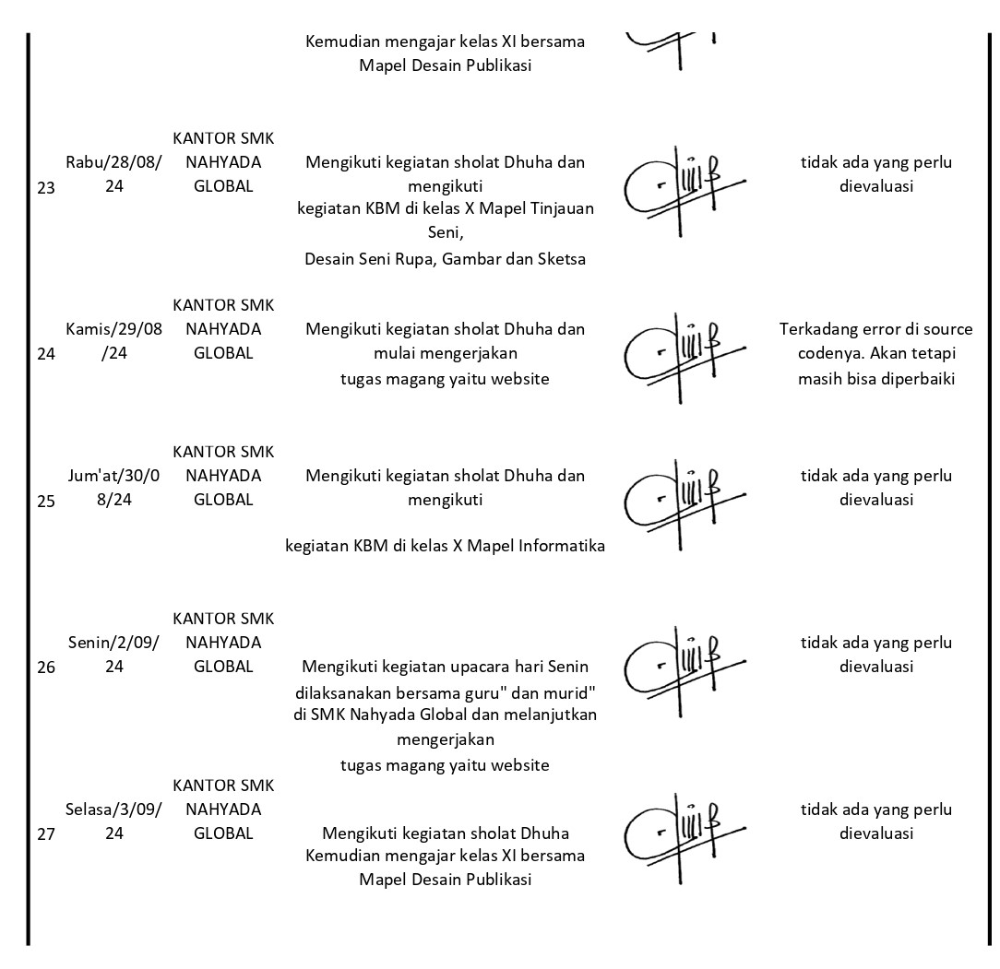 Kemudian mengajar kelas XI bersama
Mapel Desain Publikasi
23
Rabu/28/08/
24
KANTOR SMK
NAHYADA
GLOBAL
Mengikuti kegiatan sholat Dhuha dan
mengikuti
kegiatan KBM di kelas X Mapel Tinjauan
Seni,
Desain Seni Rupa, Gambar dan Sketsa
tidak ada yang perlu
dievaluasi
24
Kamis/29/08
/24
KANTOR SMK
NAHYADA
GLOBAL
Mengikuti kegiatan sholat Dhuha dan
mulai mengerjakan
tugas magang yaitu website
Terkadang error di source
codenya. Akan tetapi
masih bisa diperbaiki
25
Jum'at/30/0
8/24
KANTOR SMK
NAHYADA
GLOBAL
Mengikuti kegiatan sholat Dhuha dan
mengikuti
kegiatan KBM di kelas X Mapel Informatika
tidak ada yang perlu
dievaluasi
26
Senin/2/09/
24
KANTOR SMK
NAHYADA
GLOBAL
Mengikuti kegiatan upacara hari Senin
dilaksanakan bersama guru" dan murid"
di SMK Nahyada Global dan melanjutkan
mengerjakan
tugas magang yaitu website
tidak ada yang perlu
dievaluasi
27
Selasa/3/09/
24
KANTOR SMK
NAHYADA
GLOBAL
Mengikuti kegiatan sholat Dhuha
Kemudian mengajar kelas XI bersama
Mapel Desain Publikasi
tidak ada yang perlu
dievaluasi